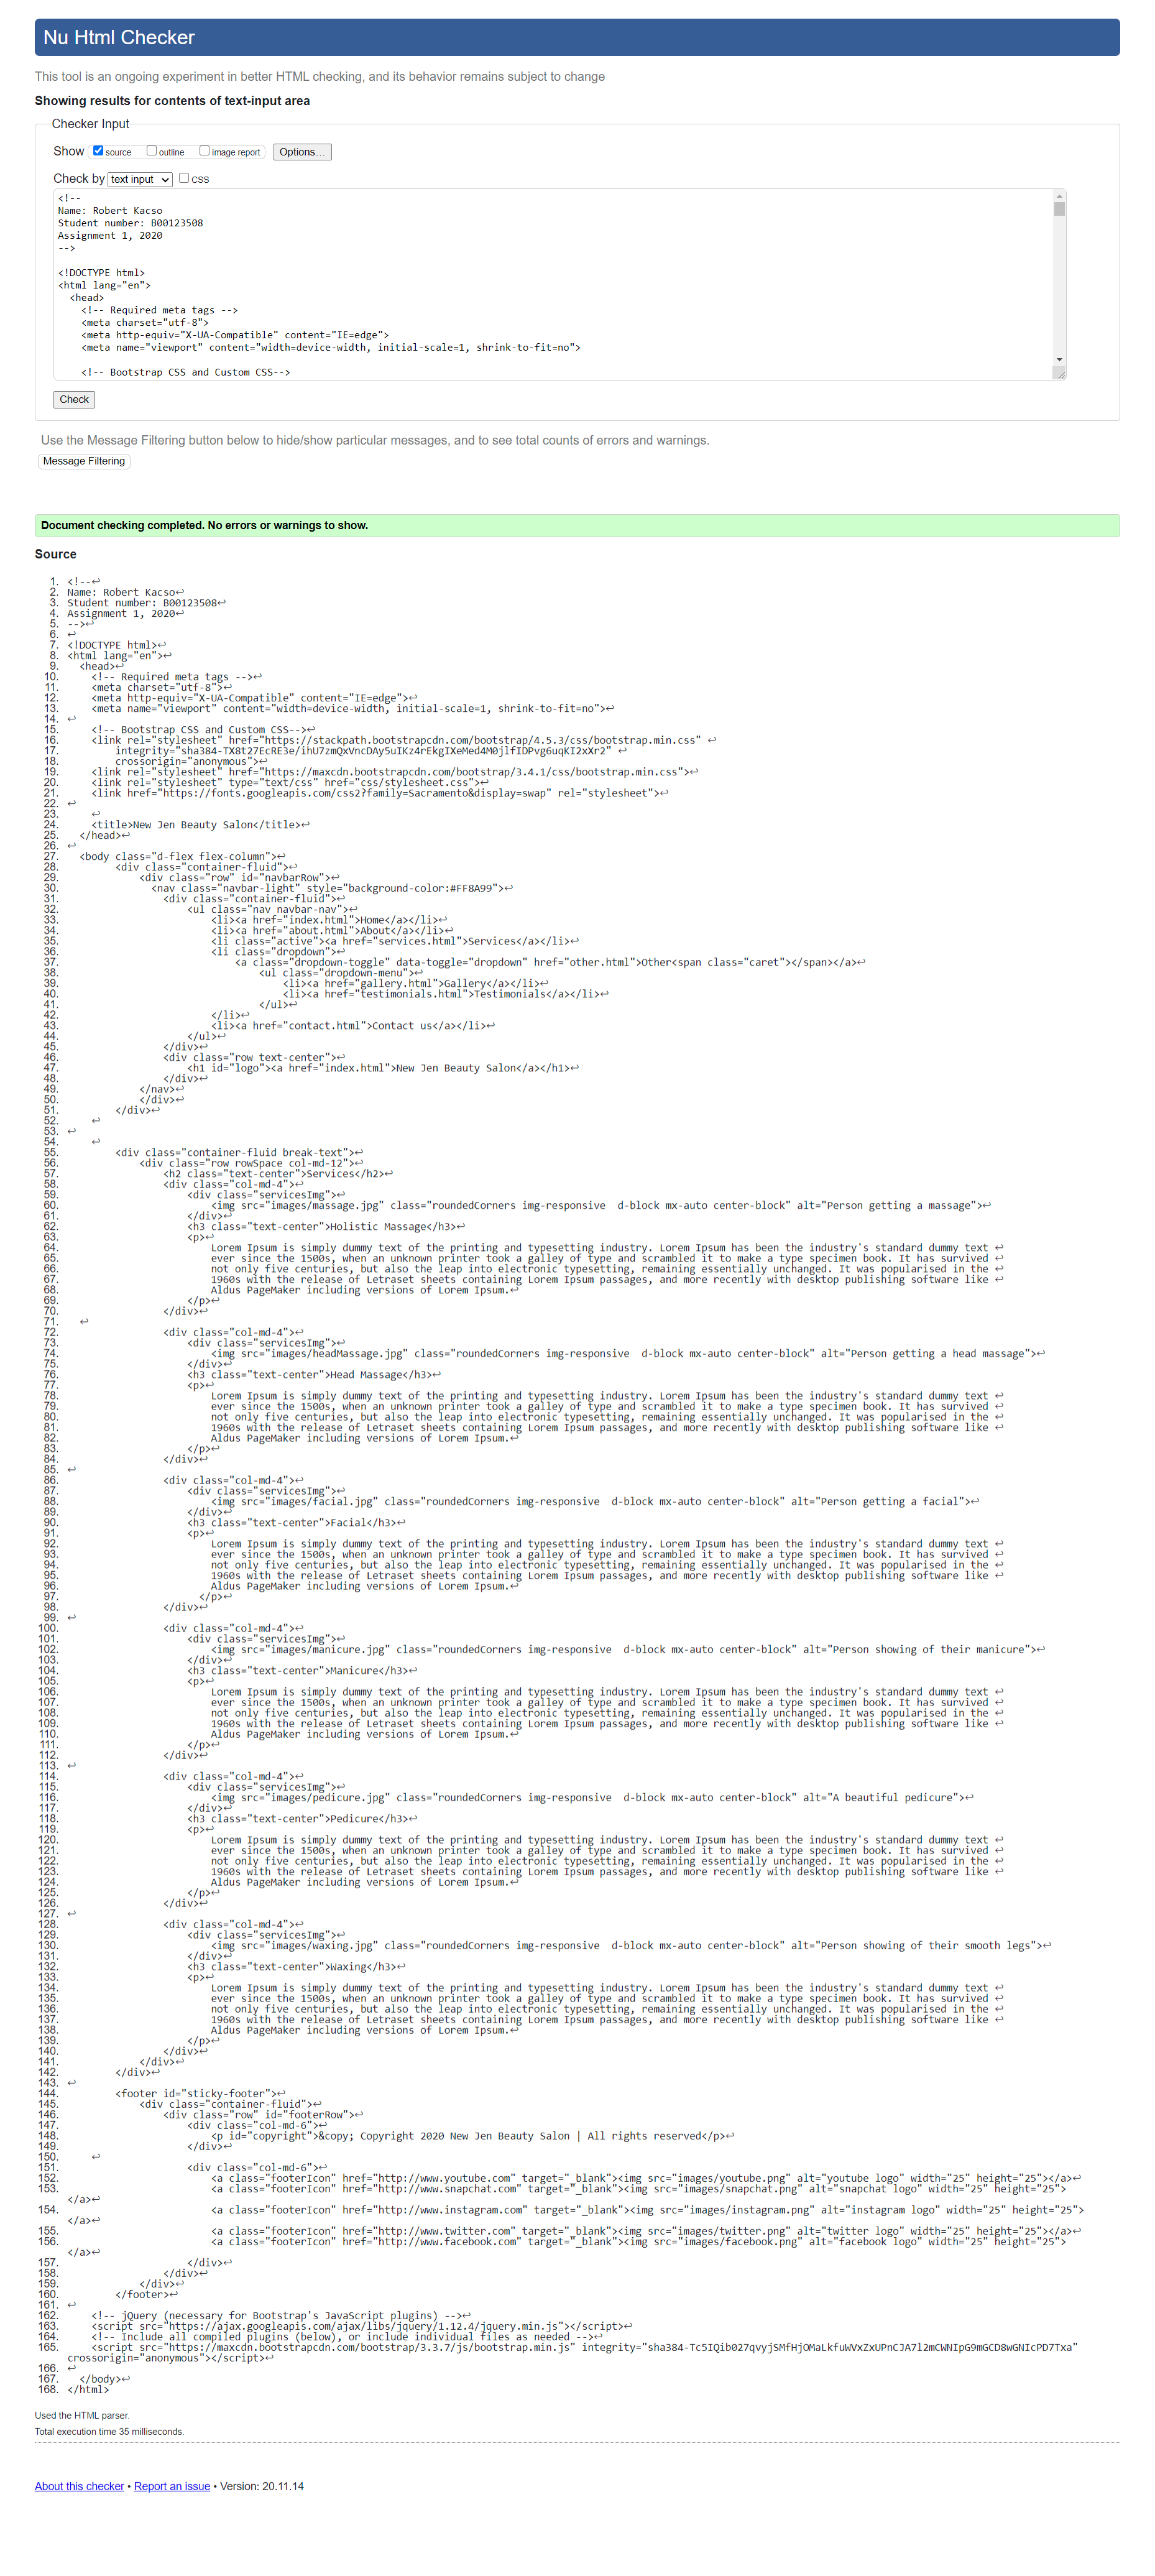 Nu Html Checker
This tool is an ongoing experiment in better HTML checking, and its behavior remains subject to change
Showing results for contents of text-input area
Checker Input
Show source outline image report Options...
Check by text input CSS
<!--
Name: Robert Kacso
Student number: B00123508
Assignment 1, 2020
-->
<!DOCTYPE html>
<html lang="en">
<head>
<!-- Required meta tags -->
<meta charset="utf-8">
<meta http-equiv="X-UA-Compatible" content="IE=edge">
<meta name="viewport" content="width=device-width, initial-scale=1, shrink-to-fit=no">
<!-- Bootstrap CSS and Custom CSS-->
Check
Use the Message Filtering button below to hide/show particular messages, and to see total counts of errors and warnings.
Message Filtering
Document checking completed. No errors or warnings to show.
Source
1. <!--↩
2. Name: Robert Kacso↩
3. Student number: B00123508↩
4. Assignment 1, 2020↩
5. -->↩
6. ↩
7. <!DOCTYPE html>↩
8. <html lang="en">↩
9. <head>↩
10. <!-- Required meta tags -->↩
11. <meta charset="utf-8">↩
12. <meta http-equiv="X-UA-Compatible" content="IE=edge">↩
13. <meta name="viewport" content="width=device-width, initial-scale=1, shrink-to-fit=no">↩
14. ↩
15. <!-- Bootstrap CSS and Custom CSS-->↩
16. <link rel="stylesheet" href="https://stackpath.bootstrapcdn.com/bootstrap/4.5.3/css/bootstrap.min.css" ↩
17. integrity="sha384-TX8t27EcRE3e/ihU7zmQxVncDAy5uIKz4rEkgIXeMed4M0jlfIDPvg6uqKI2xXr2" ↩
18. crossorigin="anonymous">↩
19. <link rel="stylesheet" href="https://maxcdn.bootstrapcdn.com/bootstrap/3.4.1/css/bootstrap.min.css">↩
20. <link rel="stylesheet" type="text/css" href="css/stylesheet.css">↩
21. <link href="https://fonts.googleapis.com/css2?family=Sacramento&display=swap" rel="stylesheet">↩
22. ↩
23. ↩
24. <title>New Jen Beauty Salon</title>↩
25. </head>↩
26. ↩
27. <body class="d-flex flex-column">↩
28. <div class="container-fluid">↩
29. <div class="row" id="navbarRow">↩
30. <nav class="navbar-light" style="background-color:#FF8A99">↩
31. <div class="container-fluid">↩
32. <ul class="nav navbar-nav">↩
33. <li><a href="index.html">Home</a></li>↩
34. <li><a href="about.html">About</a></li>↩
35. <li class="active"><a href="services.html">Services</a></li>↩
36. <li class="dropdown">↩
37. <a class="dropdown-toggle" data-toggle="dropdown" href="other.html">Other<span class="caret"></span></a>↩
38. <ul class="dropdown-menu">↩
39. <li><a href="gallery.html">Gallery</a></li>↩
40. <li><a href="testimonials.html">Testimonials</a></li>↩
41. </ul>↩
42. </li>↩
43. <li><a href="contact.html">Contact us</a></li>↩
44. </ul>↩
45. </div>↩
46. <div class="row text-center">↩
47. <h1 id="logo"><a href="index.html">New Jen Beauty Salon</a></h1>↩
48. </div>↩
49. </nav>↩
50. </div>↩
51. </div>↩
52. ↩
53. ↩
54. ↩
55. <div class="container-fluid break-text">↩
56. <div class="row rowSpace col-md-12">↩
57. <h2 class="text-center">Services</h2>↩
58. <div class="col-md-4">↩
59. <div class="servicesImg">↩
60. <img src="images/massage.jpg" class="roundedCorners img-responsive  d-block mx-auto center-block" alt="Person getting a massage">↩
61. </div>↩
62. <h3 class="text-center">Holistic Massage</h3>↩
63. <p>↩
64. Lorem Ipsum is simply dummy text of the printing and typesetting industry. Lorem Ipsum has been the industry's standard dummy text ↩
65. ever since the 1500s, when an unknown printer took a galley of type and scrambled it to make a type specimen book. It has survived ↩
66. not only five centuries, but also the leap into electronic typesetting, remaining essentially unchanged. It was popularised in the ↩
67. 1960s with the release of Letraset sheets containing Lorem Ipsum passages, and more recently with desktop publishing software like ↩
68. Aldus PageMaker including versions of Lorem Ipsum.↩
69. </p>↩
70. </div>↩
71. ↩
72. <div class="col-md-4">↩
73. <div class="servicesImg">↩
74. <img src="images/headMassage.jpg" class="roundedCorners img-responsive  d-block mx-auto center-block" alt="Person getting a head massage">↩
75. </div>↩
76. <h3 class="text-center">Head Massage</h3>↩
77. <p>↩
78. Lorem Ipsum is simply dummy text of the printing and typesetting industry. Lorem Ipsum has been the industry's standard dummy text ↩
79. ever since the 1500s, when an unknown printer took a galley of type and scrambled it to make a type specimen book. It has survived ↩
80. not only five centuries, but also the leap into electronic typesetting, remaining essentially unchanged. It was popularised in the ↩
81. 1960s with the release of Letraset sheets containing Lorem Ipsum passages, and more recently with desktop publishing software like ↩
82. Aldus PageMaker including versions of Lorem Ipsum.↩
83. </p>↩
84. </div>↩
85. ↩
86. <div class="col-md-4">↩
87. <div class="servicesImg">↩
88. <img src="images/facial.jpg" class="roundedCorners img-responsive  d-block mx-auto center-block" alt="Person getting a facial">↩
89. </div>↩
90. <h3 class="text-center">Facial</h3>↩
91. <p>↩
92. Lorem Ipsum is simply dummy text of the printing and typesetting industry. Lorem Ipsum has been the industry's standard dummy text ↩
93. ever since the 1500s, when an unknown printer took a galley of type and scrambled it to make a type specimen book. It has survived ↩
94. not only five centuries, but also the leap into electronic typesetting, remaining essentially unchanged. It was popularised in the ↩
95. 1960s with the release of Letraset sheets containing Lorem Ipsum passages, and more recently with desktop publishing software like ↩
96. Aldus PageMaker including versions of Lorem Ipsum.↩
97. </p>↩
98. </div>↩
99. ↩
100. <div class="col-md-4">↩
101. <div class="servicesImg">↩
102. <img src="images/manicure.jpg" class="roundedCorners img-responsive  d-block mx-auto center-block" alt="Person showing of their manicure">↩
103. </div>↩
104. <h3 class="text-center">Manicure</h3>↩
105. <p>↩
106. Lorem Ipsum is simply dummy text of the printing and typesetting industry. Lorem Ipsum has been the industry's standard dummy text ↩
107. ever since the 1500s, when an unknown printer took a galley of type and scrambled it to make a type specimen book. It has survived ↩
108. not only five centuries, but also the leap into electronic typesetting, remaining essentially unchanged. It was popularised in the ↩
109. 1960s with the release of Letraset sheets containing Lorem Ipsum passages, and more recently with desktop publishing software like ↩
110. Aldus PageMaker including versions of Lorem Ipsum.↩
111. </p>↩
112. </div>↩
113. ↩
114. <div class="col-md-4">↩
115. <div class="servicesImg">↩
116. <img src="images/pedicure.jpg" class="roundedCorners img-responsive  d-block mx-auto center-block" alt="A beautiful pedicure">↩
117. </div>↩
118. <h3 class="text-center">Pedicure</h3>↩
119. <p>↩
120. Lorem Ipsum is simply dummy text of the printing and typesetting industry. Lorem Ipsum has been the industry's standard dummy text ↩
121. ever since the 1500s, when an unknown printer took a galley of type and scrambled it to make a type specimen book. It has survived ↩
122. not only five centuries, but also the leap into electronic typesetting, remaining essentially unchanged. It was popularised in the ↩
123. 1960s with the release of Letraset sheets containing Lorem Ipsum passages, and more recently with desktop publishing software like ↩
124. Aldus PageMaker including versions of Lorem Ipsum.↩
125. </p>↩
126. </div>↩
127. ↩
128. <div class="col-md-4">↩
129. <div class="servicesImg">↩
130. <img src="images/waxing.jpg" class="roundedCorners img-responsive  d-block mx-auto center-block" alt="Person showing of their smooth legs">↩
131. </div>↩
132. <h3 class="text-center">Waxing</h3>↩
133. <p>↩
134. Lorem Ipsum is simply dummy text of the printing and typesetting industry. Lorem Ipsum has been the industry's standard dummy text ↩
135. ever since the 1500s, when an unknown printer took a galley of type and scrambled it to make a type specimen book. It has survived ↩
136. not only five centuries, but also the leap into electronic typesetting, remaining essentially unchanged. It was popularised in the ↩
137. 1960s with the release of Letraset sheets containing Lorem Ipsum passages, and more recently with desktop publishing software like ↩
138. Aldus PageMaker including versions of Lorem Ipsum.↩
139. </p>↩
140. </div>↩
141. </div>↩
142. </div>↩
143. ↩
144. <footer id="sticky-footer">↩
145. <div class="container-fluid">↩
146. <div class="row" id="footerRow">↩
147. <div class="col-md-6">↩
148. <p id="copyright">&copy; Copyright 2020 New Jen Beauty Salon | All rights reserved</p>↩
149. </div>↩
150. ↩
151. <div class="col-md-6">↩
152. <a class="footerIcon" href="http://www.youtube.com" target="_blank"><img src="images/youtube.png" alt="youtube logo" width="25" height="25"></a>↩
153. <a class="footerIcon" href="http://www.snapchat.com" target="_blank"><img src="images/snapchat.png" alt="snapchat logo" width="25" height="25">
</a>↩
154. <a class="footerIcon" href="http://www.instagram.com" target="_blank"><img src="images/instagram.png" alt="instagram logo" width="25" height="25">
</a>↩
155. <a class="footerIcon" href="http://www.twitter.com" target="_blank"><img src="images/twitter.png" alt="twitter logo" width="25" height="25"></a>↩
156. <a class="footerIcon" href="http://www.facebook.com" target="_blank"><img src="images/facebook.png" alt="facebook logo" width="25" height="25">
</a>↩
157. </div>↩
158. </div>↩
159. </div>↩
160. </footer>↩
161. ↩
162. <!-- jQuery (necessary for Bootstrap's JavaScript plugins) -->↩
163. <script src="https://ajax.googleapis.com/ajax/libs/jquery/1.12.4/jquery.min.js"></script>↩
164. <!-- Include all compiled plugins (below), or include individual files as needed -->↩
165. <script src="https://maxcdn.bootstrapcdn.com/bootstrap/3.3.7/js/bootstrap.min.js" integrity="sha384-Tc5IQib027qvyjSMfHjOMaLkfuWVxZxUPnCJA7l2mCWNIpG9mGCD8wGNIcPD7Txa"
crossorigin="anonymous"></script>↩
166. ↩
167. </body>↩
168. </html>
Used the HTML parser.
Total execution time 35 milliseconds.
About this checker • Report an issue • Version: 20.11.14